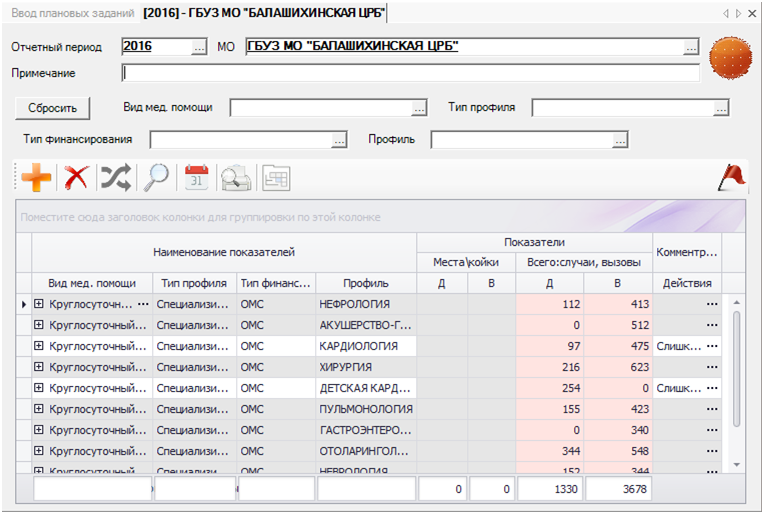 Ввод плановых заданий [2016] - ГБУЗ МО "БАЛАШИХИНСКАЯ ЦРБ"
Отчетный период 2016 ... МО ГБУЗ МО "БАЛАШИХИНСКАЯ ЦРБ" ...
Примечание
Сбросить Вид мед. помощи ... Тип профиля ...
Тип финансирования ... Профиль ...
31
Поместите сюда заголовок колонки для группировки по этой колонке
Наименование показателей Показатели Коммент...
Места\койки Всего:случаи, вызовы
Вид мед. помощи Тип профиля Тип финанс... Профиль Д В Д В Действия
Круглосуточн... ... Специализи... ОМС НЕФРОЛОГИЯ 112 413 ...
Круглосуточный... Специализи... ОМС АКУШЕРСТВО-Г... 0 512 ...
Круглосуточный... Специализи... ОМС КАРДИОЛОГИЯ 97 475 Слишк... ...
Круглосуточный... Специализи... ОМС ХИРУРГИЯ 216 623 ...
Круглосуточный... Специализи... ОМС ДЕТСКАЯ КАРД... 254 0 Слишк... ...
Круглосуточный... Специализи... ОМС ПУЛЬМОНОЛОГИЯ 155 423 ...
Круглосуточный... Специализи... ОМС ГАСТРОЭНТЕРО... 0 340 ...
Круглосуточный... Специализи... ОМС ОТОЛАРИНГОЛ... 344 548 ...
Круглосуточный... Специализи... ОМС НЕВРОЛОГИЯ 152 344 ...
0 0 1330 3678